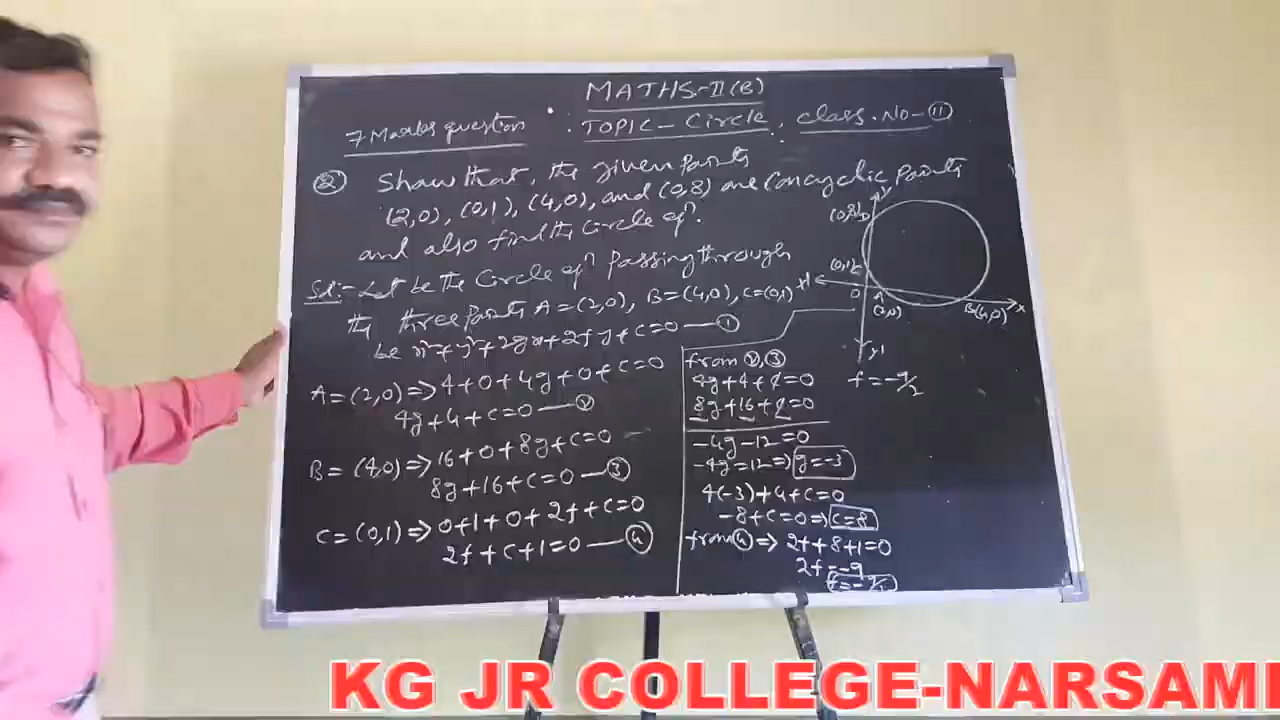 MATHS-II(B)
7 Marks question TOPIC - Circle, class.No-11
② Show that, the given points
(2,0), (0,1), (4,0), and (0,8) are Concyclic Points
and also find the Circle eqⁿ.
Sol:- Let be the Circle eqⁿ Passing through
the three points A=(2,0), B=(4,0), C=(0,1)
be x²+y²+2gx+2fy+c=0 — ①
A=(2,0) ⇒ 4+0+4g+0+c=0
4g+4+c=0 — ②
B=(4,0) ⇒ 16+0+8g+c=0
8g+16+c=0 — ③
C=(0,1) ⇒ 0+1+0+2f+c=0
2f+c+1=0 — ④
from ②,③
4g+4+c=0
8g+16+c=0
-4g-12=0
-4g=12 ⇒ g=-3
4(-3)+4+c=0
-8+c=0 ⇒ c=8
from ④ ⇒ 2f+8+1=0
2f=-9
f=-9/2
y
(0,8) D
(0,1) C
x1
O A
(2,0)
B(4,0) x
y1
f=-9/2
KG JR COLLEGE-NARSAM